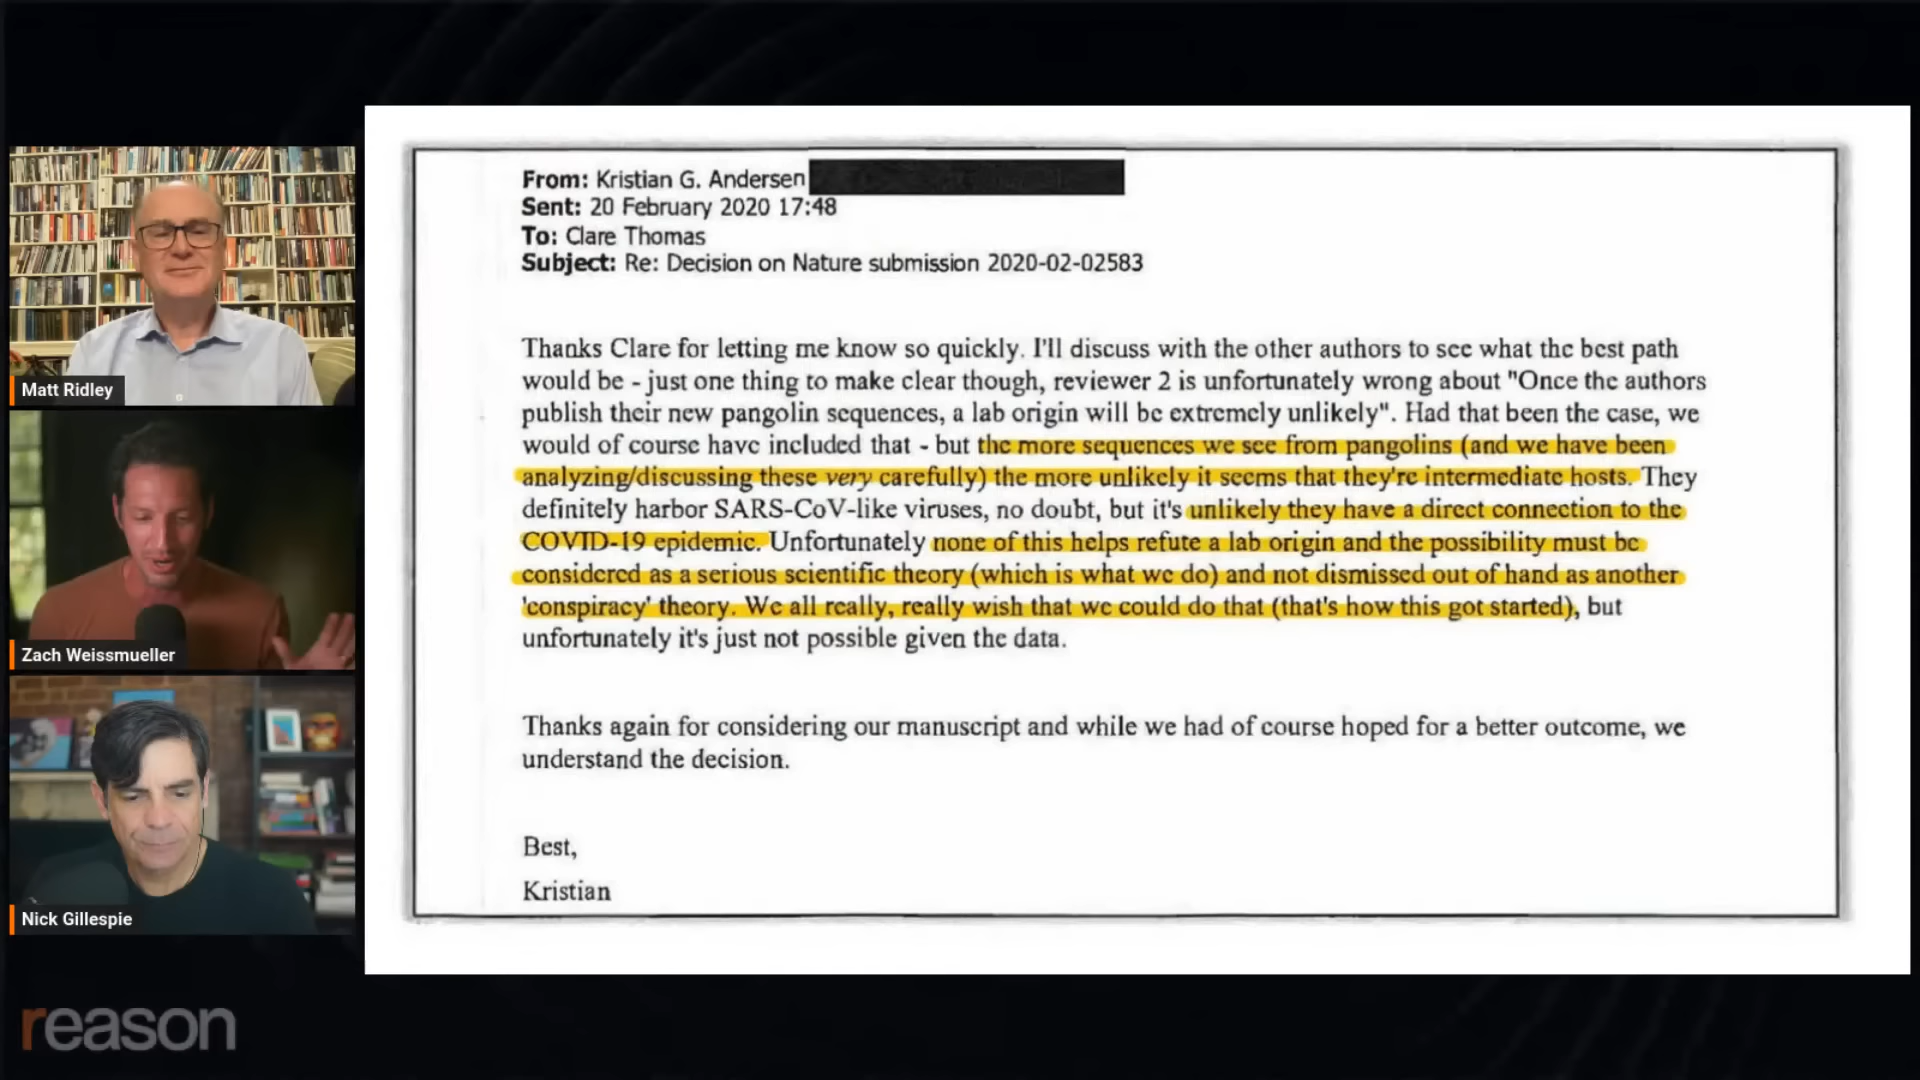 Matt Ridley
Zach Weissmueller
Nick Gillespie
reason
From: Kristian G. Andersen
Sent: 20 February 2020 17:48
To: Clare Thomas
Subject: Re: Decision on Nature submission 2020-02-02583
Thanks Clare for letting me know so quickly. I'll discuss with the other authors to see what the best path
would be - just one thing to make clear though, reviewer 2 is unfortunately wrong about "Once the authors
publish their new pangolin sequences, a lab origin will be extremely unlikely". Had that been the case, we
would of course have included that - but the more sequences we see from pangolins (and we have been
analyzing/discussing these very carefully) the more unlikely it seems that they're intermediate hosts. They
definitely harbor SARS-CoV-like viruses, no doubt, but it's unlikely they have a direct connection to the
COVID-19 epidemic. Unfortunately none of this helps refute a lab origin and the possibility must be
considered as a serious scientific theory (which is what we do) and not dismissed out of hand as another
'conspiracy' theory. We all really, really wish that we could do that (that's how this got started), but
unfortunately it's just not possible given the data.
Thanks again for considering our manuscript and while we had of course hoped for a better outcome, we
understand the decision.
Best,
Kristian